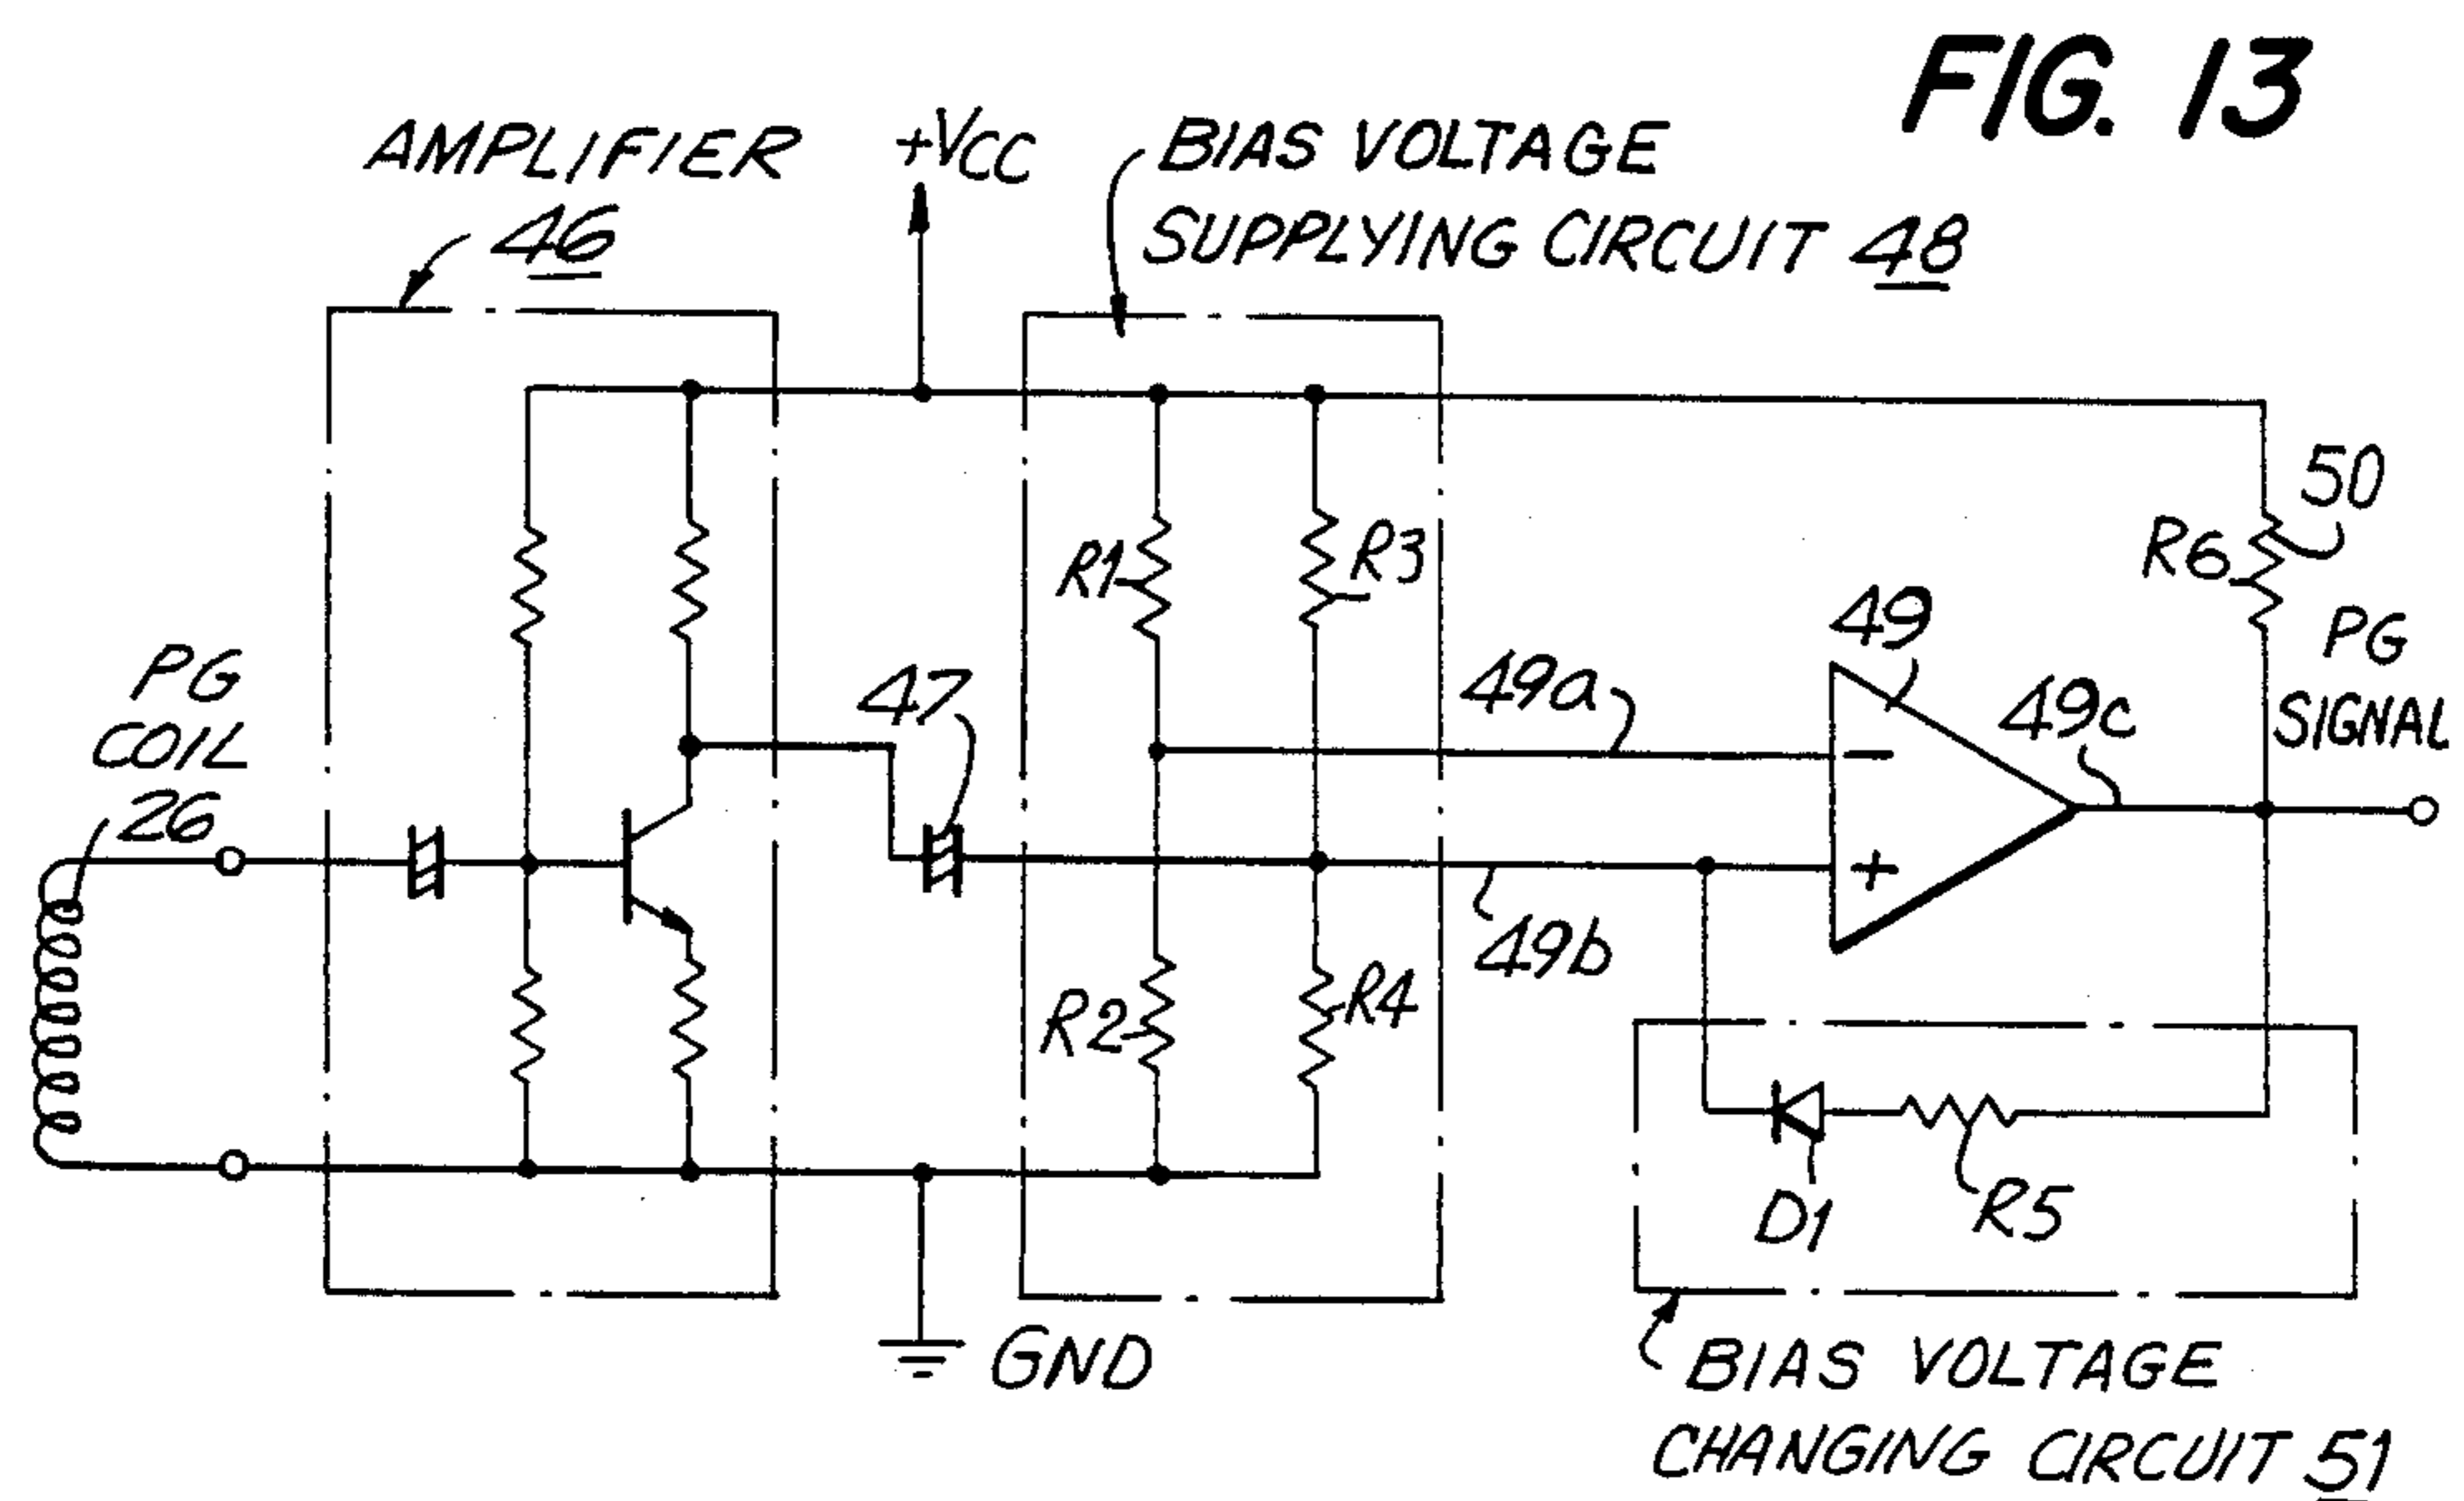 FIG. 13
AMPLIFIER
46
+VCC
BIAS VOLTAGE
SUPPLYING CIRCUIT 48
50
R1
R3
R6
49
PG
COIL
26
47
49a
49c
PG
SIGNAL
-
+
49b
R2
R4
D1
R5
GND
BIAS VOLTAGE
CHANGING CIRCUIT 51